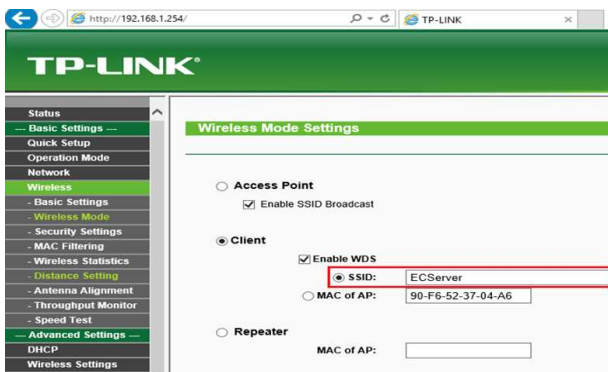 http://192.168.1.254/
TP-LINK
TP-LINK®
Status
--- Basic Settings ---
Quick Setup
Operation Mode
Network
Wireless
- Basic Settings
- Wireless Mode
- Security Settings
- MAC Filtering
- Wireless Statistics
- Distance Setting
- Antenna Alignment
- Throughput Monitor
- Speed Test
--- Advanced Settings ---
DHCP
Wireless Settings
Wireless Mode Settings
Access Point
Enable SSID Broadcast
Client
Enable WDS
SSID: ECServer
MAC of AP: 90-F6-52-37-04-A6
Repeater
MAC of AP: